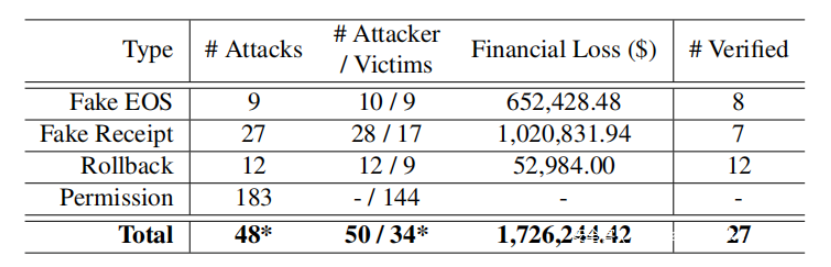 Type # Attacks # Attacker / Victims Financial Loss ($) # Verified
Fake EOS 9 10 / 9 652,428.48 8
Fake Receipt 27 28 / 17 1,020,831.94 7
Rollback 12 12 / 9 52,984.00 12
Permission 183 - / 144 - -
Total 48* 50 / 34* 1,726,244.42 27